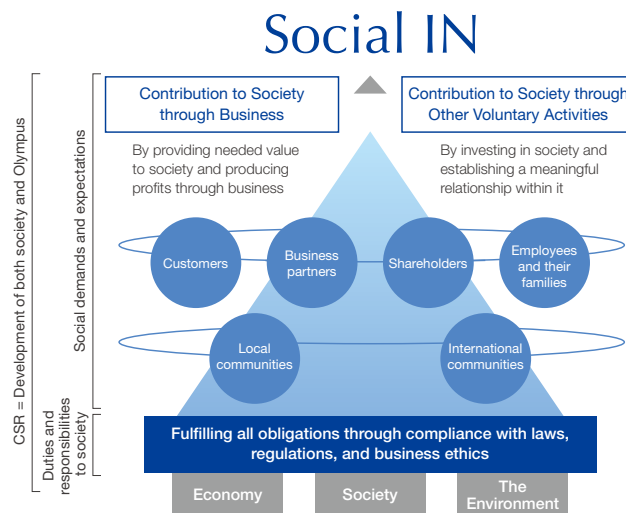 Social IN
Contribution to Society
through Business
Contribution to Society through
Other Voluntary Activities
By providing needed value
to society and producing
profits through business
By investing in society and
establishing a meaningful
relationship within it
CSR = Development of both society and Olympus
Social demands and expectations
Customers
Business
partners
Shareholders
Employees
and their
families
Local
communities
International
communities
Duties and
responsibilities
to society
Fulfilling all obligations through compliance with laws,
regulations, and business ethics
Economy
Society
The
Environment